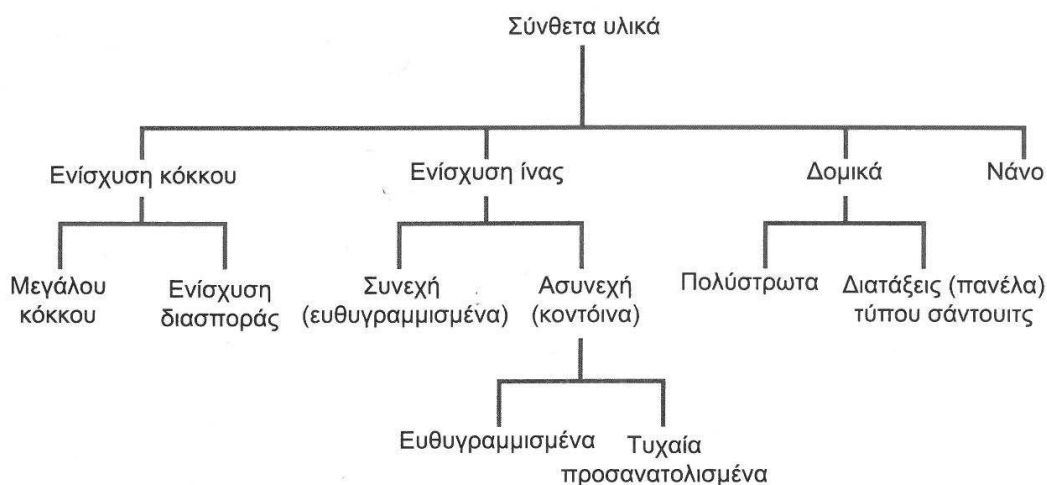 Σύνθετα υλικά
Ενίσχυση κόκκου
Ενίσχυση ίνας
Δομικά
Νάνο
Μεγάλου
κόκκου
Ενίσχυση
διασποράς
Συνεχή
(ευθυγραμμισμένα)
Ασυνεχή
(κοντόινα)
Πολύστρωτα
Διατάξεις (πανέλα)
τύπου σάντουιτς
Ευθυγραμμισμένα
Τυχαία
προσανατολισμένα